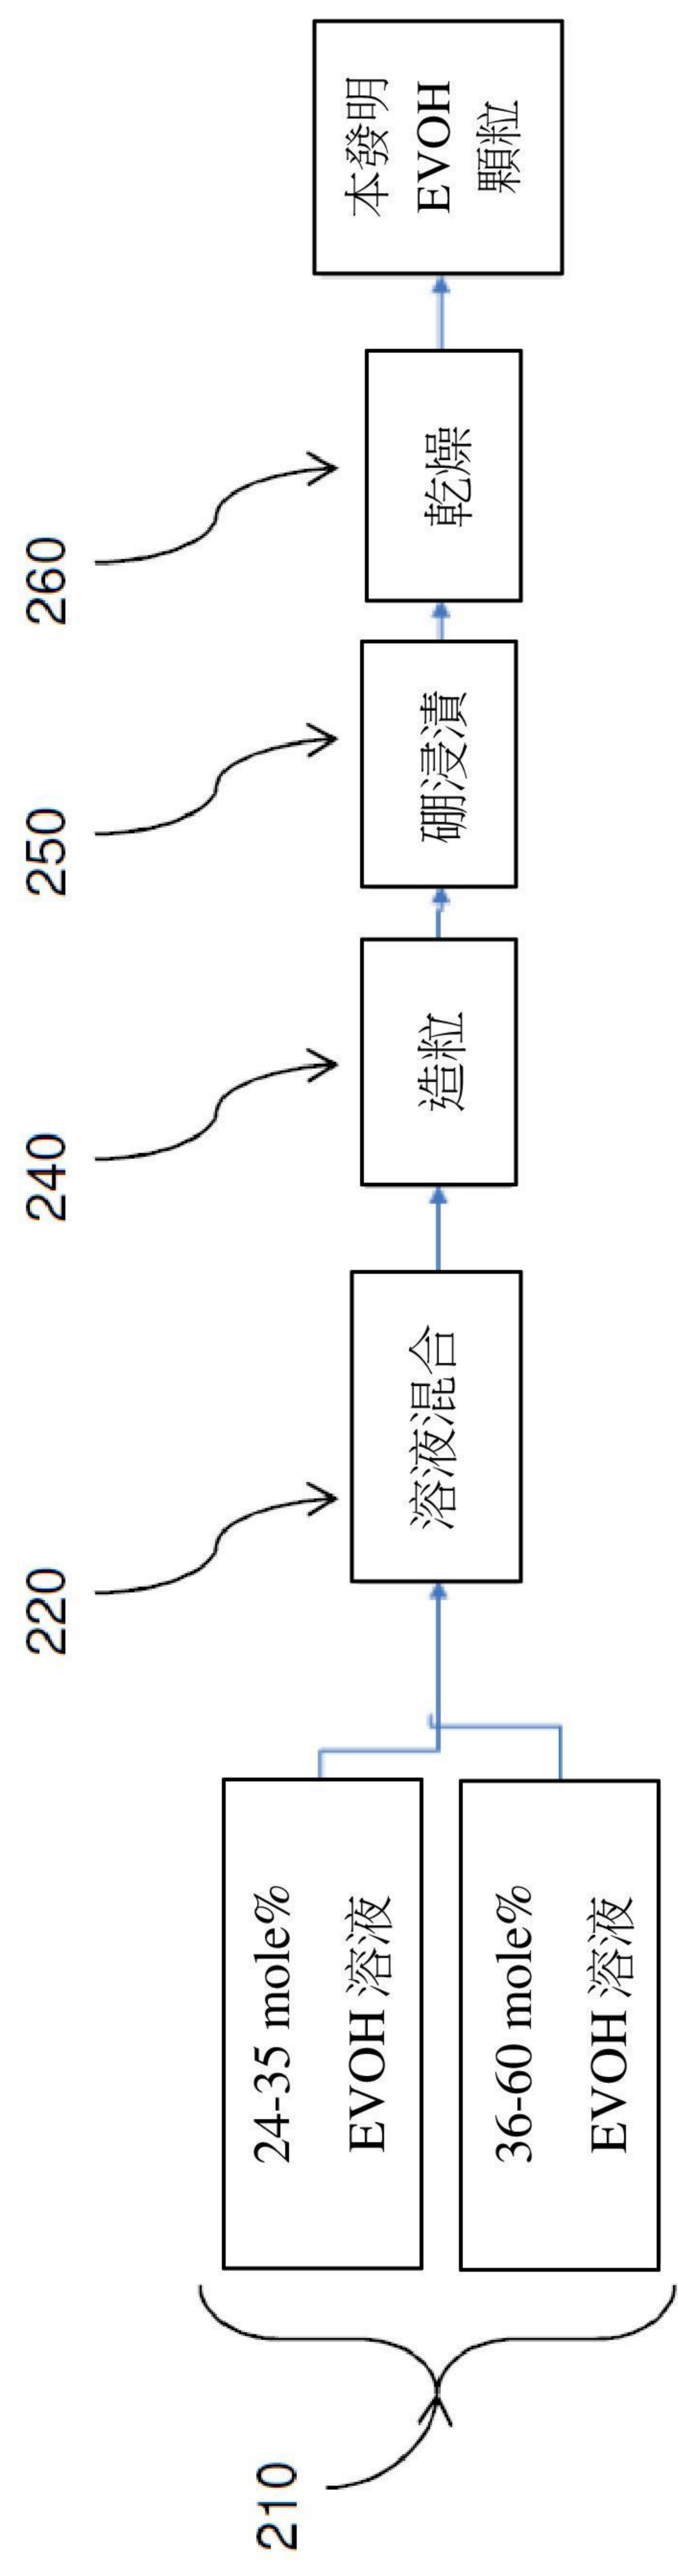 210
24-35 mole%
EVOH 溶液
36-60 mole%
EVOH 溶液
220
溶液混合
240
造粒
250
硼浸漬
260
乾燥
本發明
EVOH
顆粒